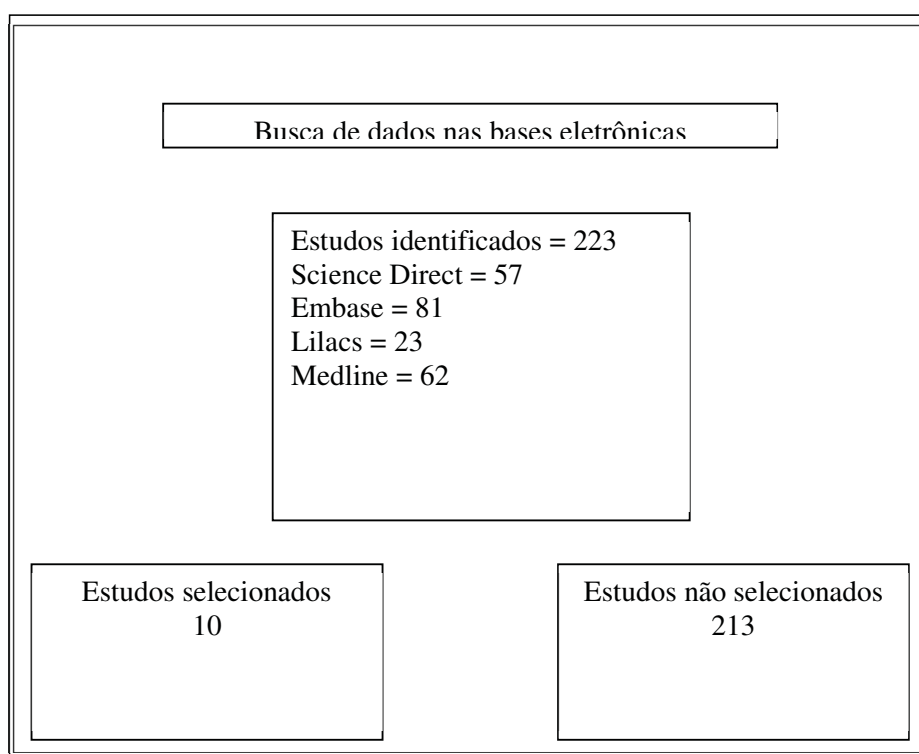 Busca de dados nas bases eletrônicas
Estudos identificados = 223
Science Direct = 57
Embase = 81
Lilacs = 23
Medline = 62
Estudos selecionados
10
Estudos não selecionados
213